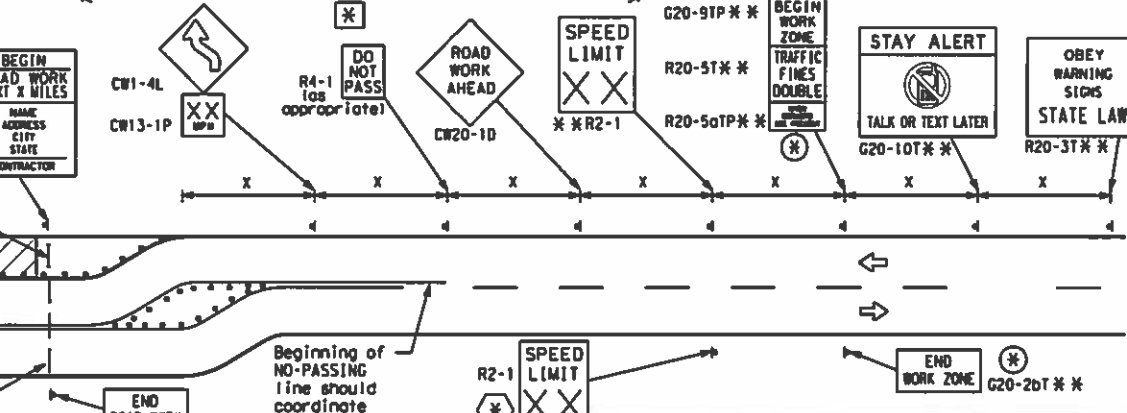 BEGIN
AD WORK
XT X MILES
NAME
ADDRESS
CITY
STATE
ONTRACTOR
CW1-4L
XX
MPH
CW13-1P
*
R4-1
(as
appropriate)
DO
NOT
PASS
ROAD
WORK
AHEAD
CW20-1D
SPEED
LIMIT
XX
* * R2-1
G20-9TP * *
R20-5T * *
R20-5aTP * *
BEGIN
WORK
ZONE
TRAFFIC
FINES
DOUBLE
*
STAY ALERT
TALK OR TEXT LATER
G20-10T * *
OBEY
WARNING
SIGNS
STATE LAW
R20-3T * *
X X X X X X X
Beginning of
NO-PASSING
line should
coordinate
R2-1
*
SPEED
LIMIT
XX
END
WORK ZONE
*
G20-2bT * *
END